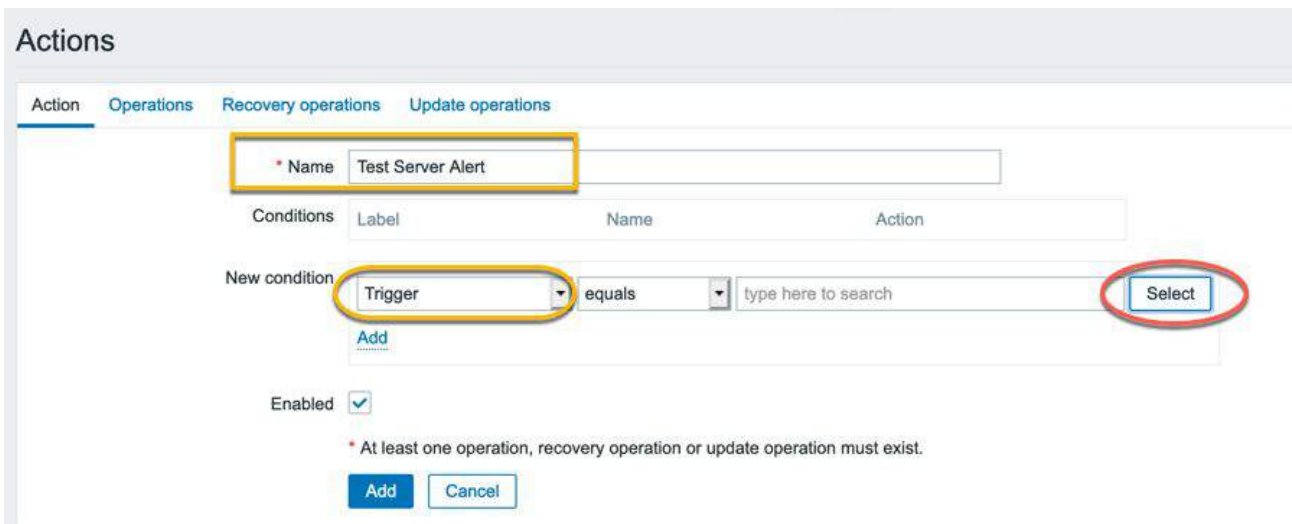 Actions
Action Operations Recovery operations Update operations
* Name Test Server Alert
Conditions Label Name Action
New condition Trigger equals type here to search Select
Add
Enabled
* At least one operation, recovery operation or update operation must exist.
Add Cancel